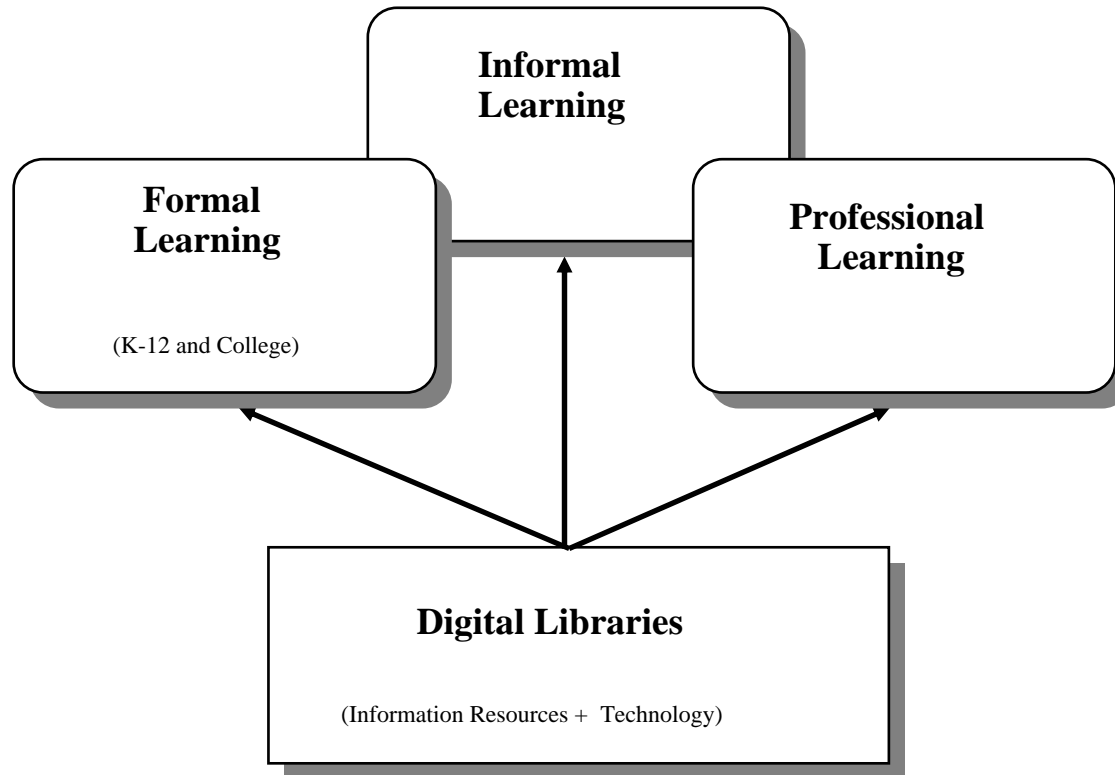 Informal
Learning
Formal
Learning
(K-12 and College)
Professional
Learning
Digital Libraries
(Information Resources +  Technology)